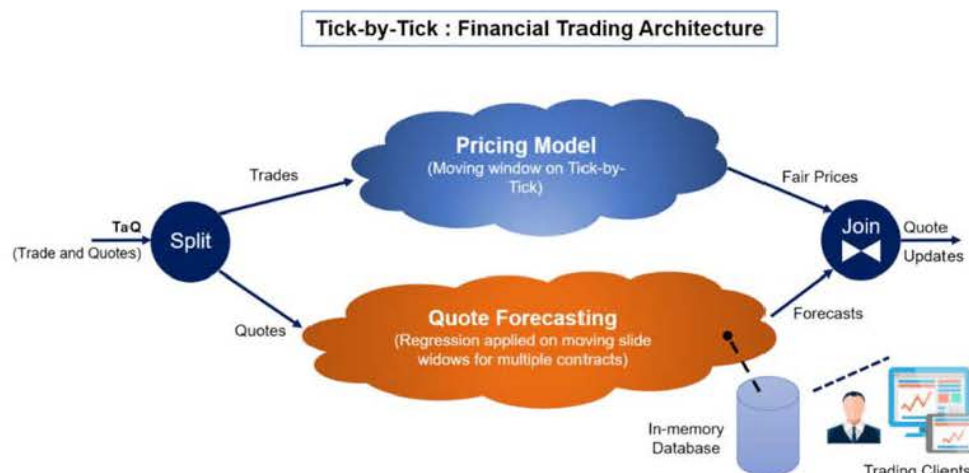 Tick-by-Tick : Financial Trading Architecture
Pricing Model
(Moving window on Tick-by-
Tick)
Trades
Fair Prices
TaQ
(Trade and Quotes)
Split
Join
Quote
Updates
Quotes
Quote Forecasting
(Regression applied on moving slide
widows for multiple contracts)
Forecasts
In-memory
Database
Trading Clients